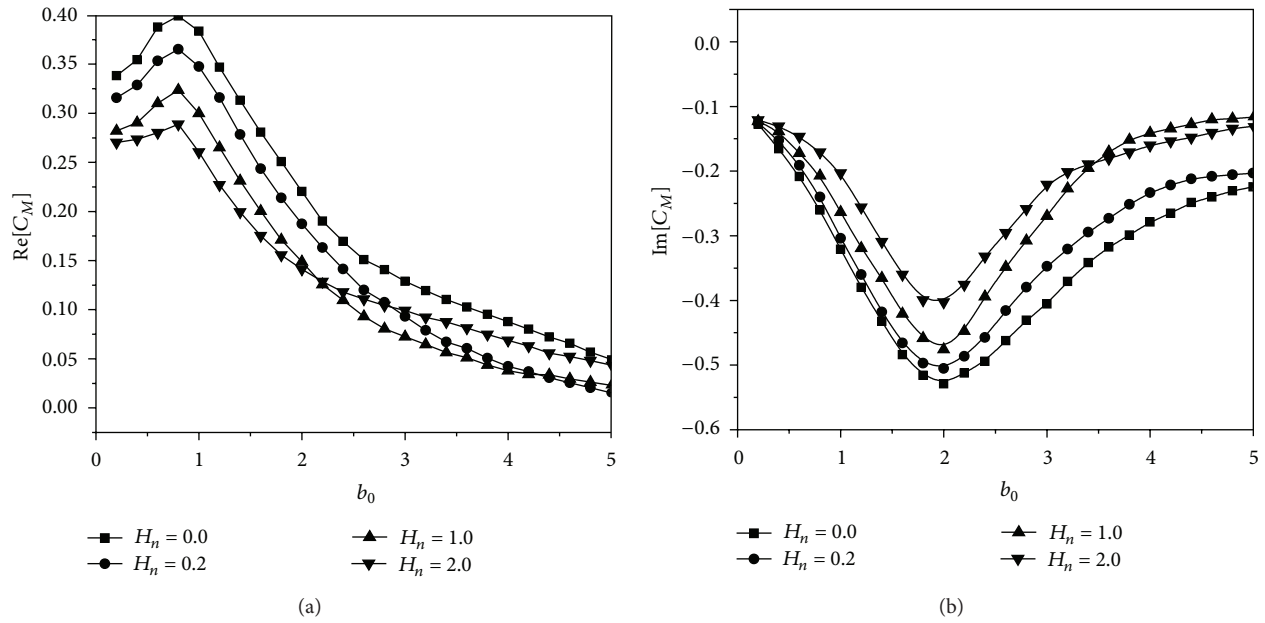 0.40
0.35
0.30
0.25
0.20
0.15
0.10
0.05
0.00
Re[C_M]
0 1 2 3 4 5
b_0
H_n = 0.0
H_n = 0.2
H_n = 1.0
H_n = 2.0
(a)
0.0
−0.1
−0.2
−0.3
−0.4
−0.5
−0.6
Im[C_M]
0 1 2 3 4 5
b_0
H_n = 0.0
H_n = 0.2
H_n = 1.0
H_n = 2.0
(b)